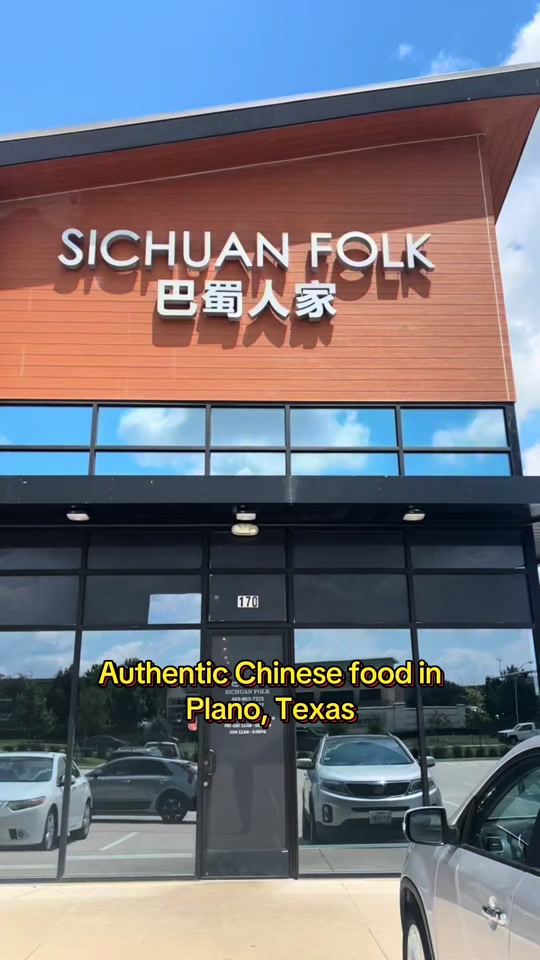 SICHUAN FOLK
巴蜀人家
170
Authentic Chinese food in
Plano, Texas
SICHUAN FOLK